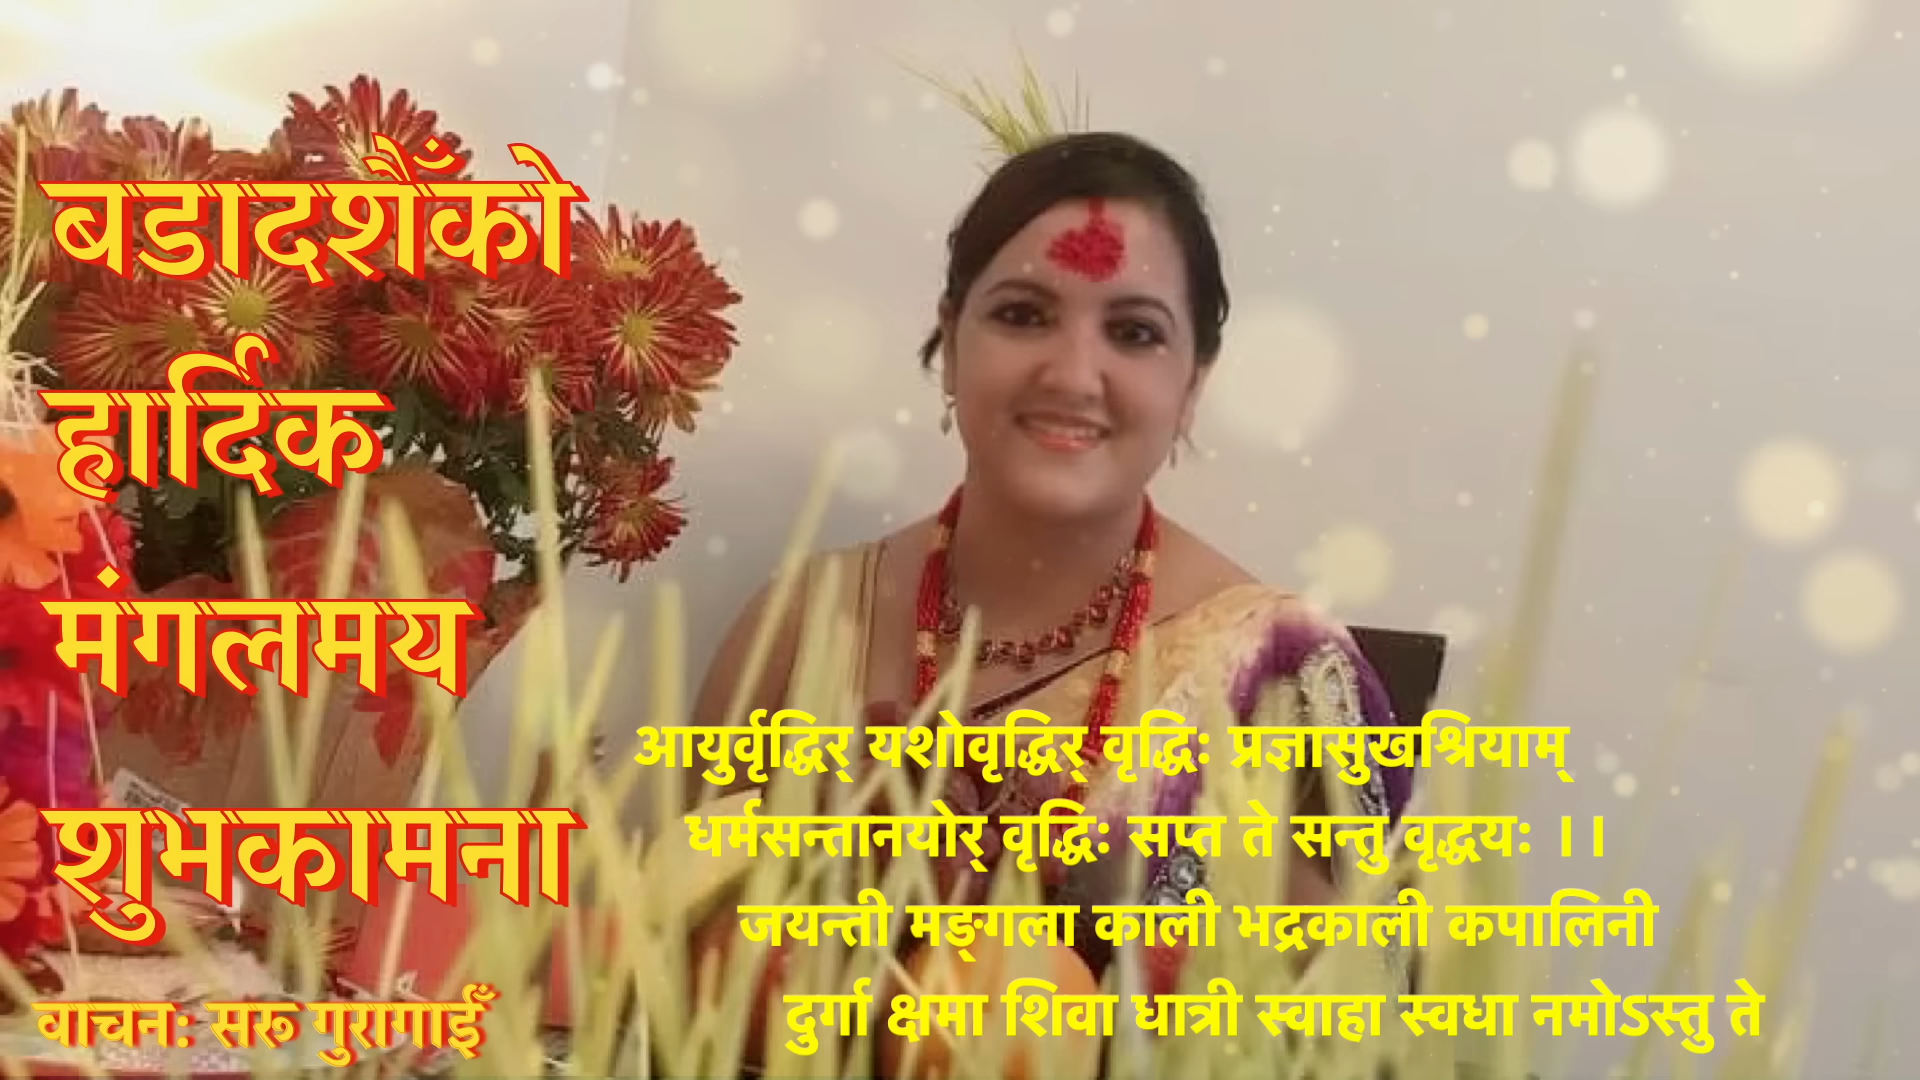 बडादशैँको
हार्दिक
मंगलमय
शुभकामना
वाचन: सरू गुरागाईँ
आयुर्वृद्धिर् यशोवृद्धिर् वृद्धिः प्रज्ञासुखश्रियाम्
धर्मसन्तानयोर् वृद्धिः सप्त ते सन्तु वृद्धयः ।।
जयन्ती मङ्गला काली भद्रकाली कपालिनी
दुर्गा क्षमा शिवा धात्री स्वाहा स्वधा नमोऽस्तु ते